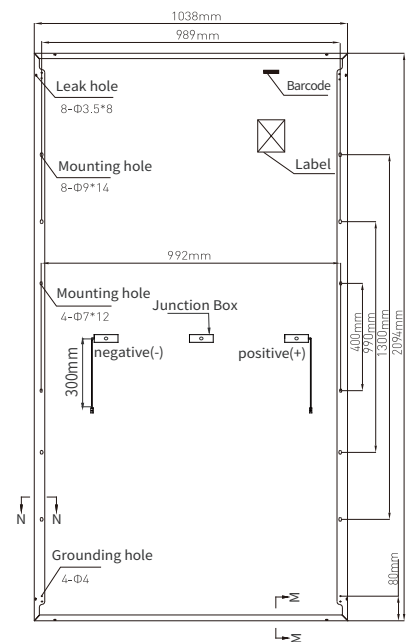 1038mm
989mm
Leak hole
8-Φ3.5*8
Barcode
Mounting hole
8-Φ9*14
Label
992mm
Mounting hole
4-Φ7*12
Junction Box
negative(-)
positive(+)
300mm
400mm
990mm
1300mm
2094mm
N
N
Grounding hole
4-Φ4
M
M
80mm